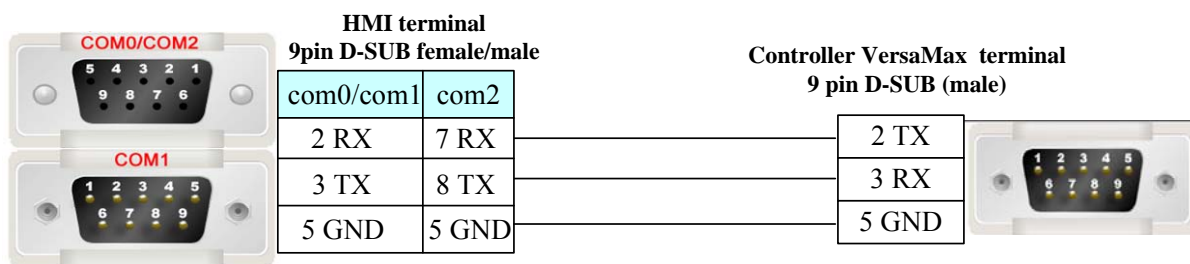 HMI terminal
9pin D-SUB female/male
COM0/COM2
5 4 3 2 1
9 8 7 6
COM1
1 2 3 4 5
6 7 8 9
com0/com1 com2
2 RX 7 RX
3 TX 8 TX
5 GND 5 GND
Controller VersaMax terminal
9 pin D-SUB (male)
2 TX
3 RX
5 GND
1 2 3 4 5
6 7 8 9